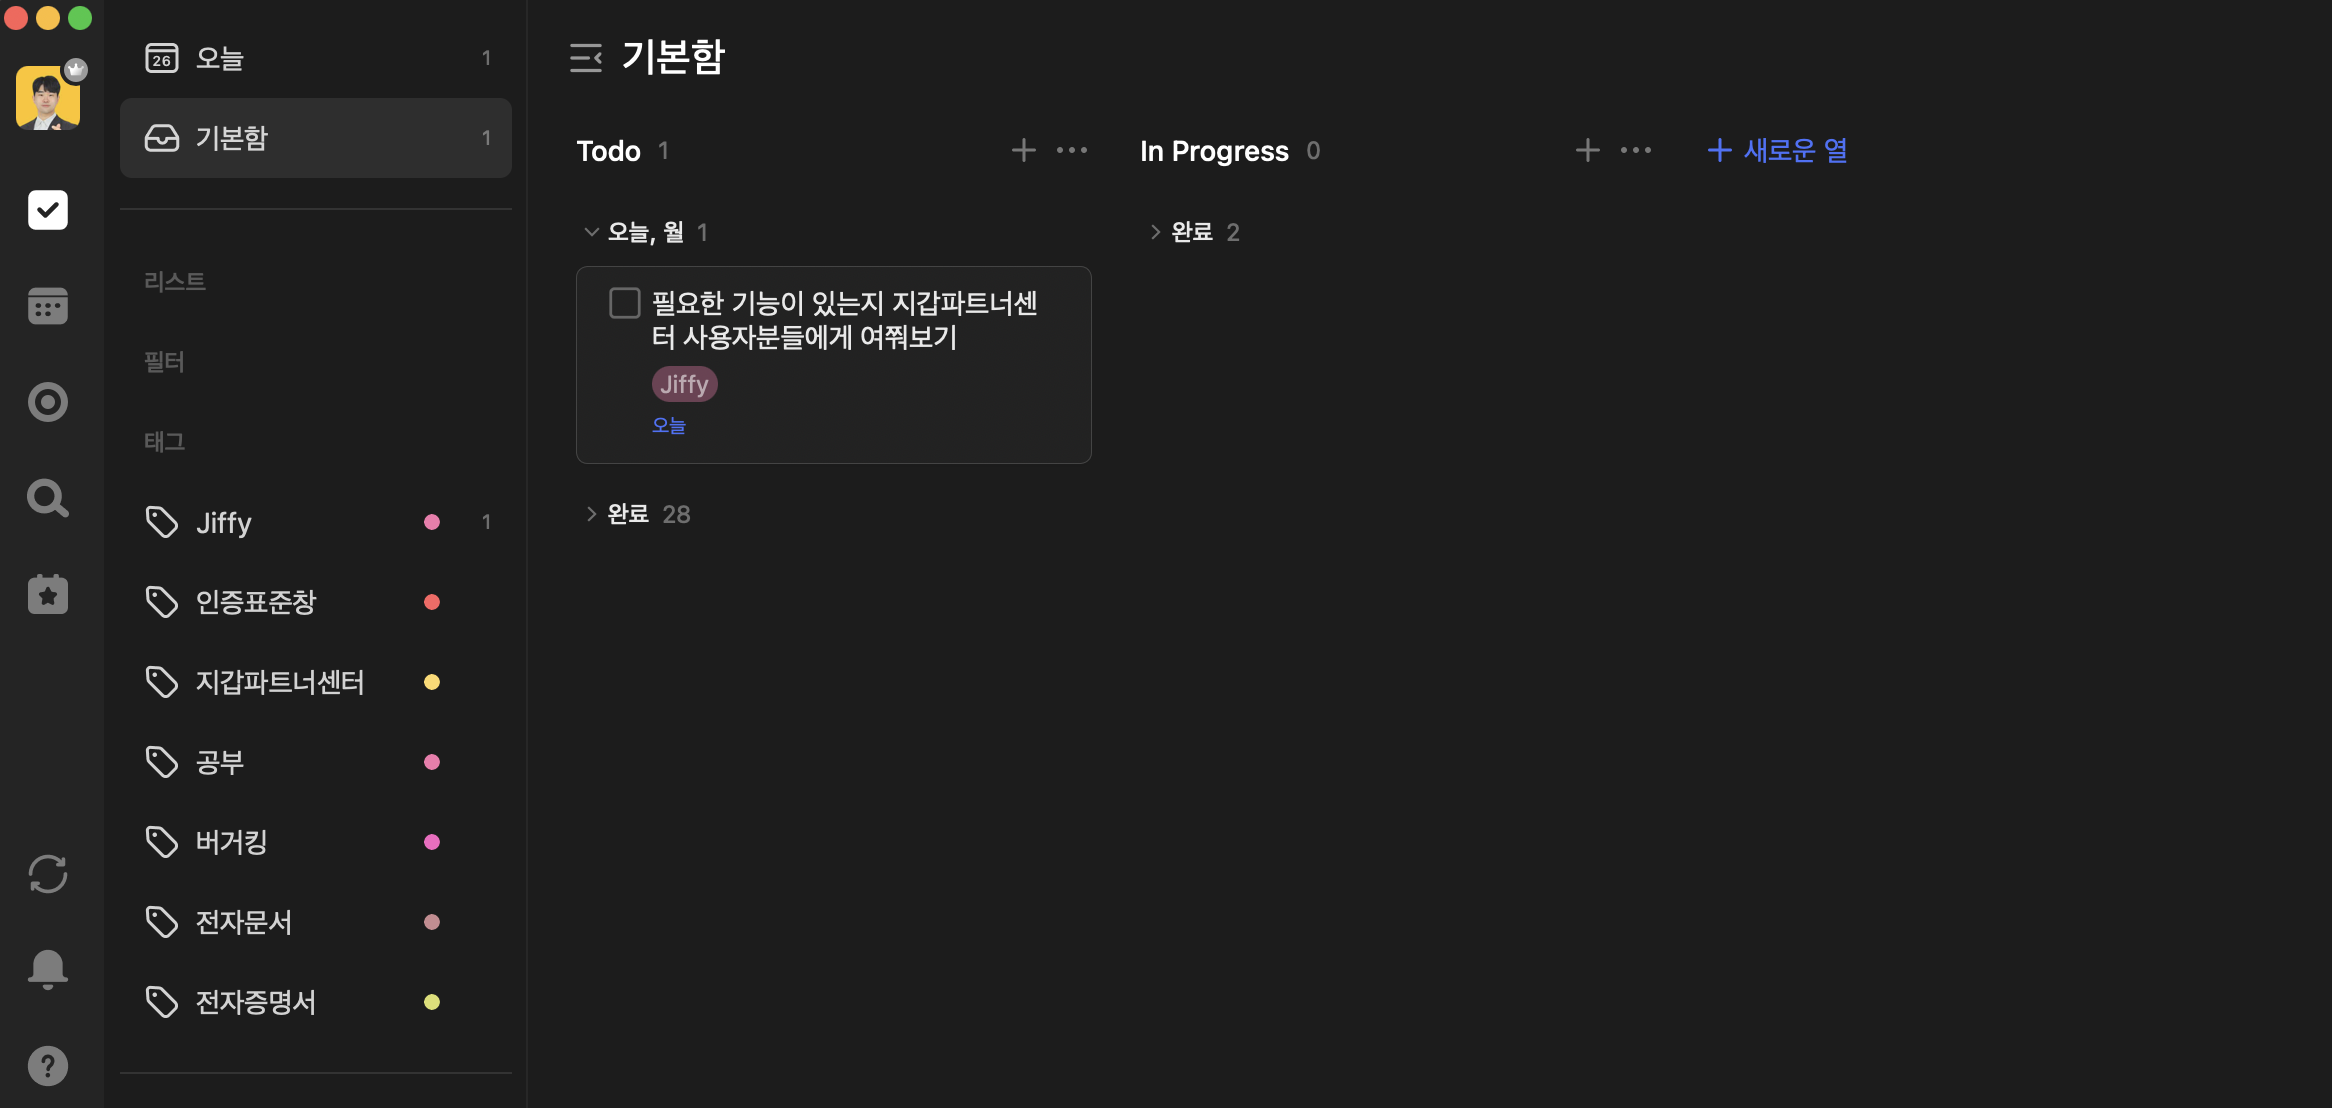 26
오늘 1
기본함 1
리스트
필터
태그
Jiffy 1
인증표준창
지갑파트너센터
공부
버거킹
전자문서
전자증명서
기본함
Todo 1
오늘, 월 1
필요한 기능이 있는지 지갑파트너센
터 사용자분들에게 여쭤보기
Jiffy
오늘
완료 28
In Progress 0
완료 2
+ 새로운 열